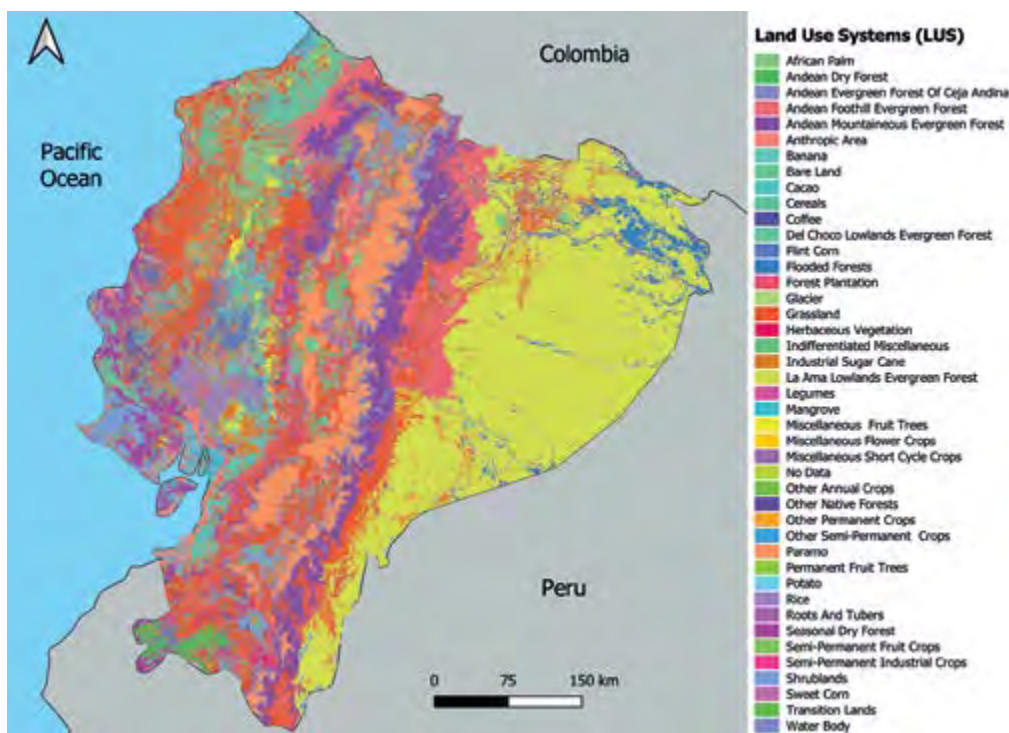 Colombia
Pacific
Ocean
Peru
0 75 150 km
Land Use Systems (LUS)
African Palm
Andean Dry Forest
Andean Evergreen Forest Of Ceja Andina
Andean Foothill Evergreen Forest
Andean Mountaineous Evergreen Forest
Anthropic Area
Banana
Bare Land
Cacao
Cereals
Coffee
Del Choco Lowlands Evergreen Forest
Flint Corn
Flooded Forests
Forest Plantation
Glacier
Grassland
Herbaceous Vegetation
Indifferentiated Miscellaneous
Industrial Sugar Cane
La Ama Lowlands Evergreen Forest
Legumes
Mangrove
Miscellaneous Fruit Trees
Miscellaneous Flower Crops
Miscellaneous Short Cycle Crops
No Data
Other Annual Crops
Other Native Forests
Other Permanent Crops
Other Semi-Permanent Crops
Paramo
Permanent Fruit Trees
Potato
Rice
Roots And Tubers
Seasonal Dry Forest
Semi-Permanent Fruit Crops
Semi-Permanent Industrial Crops
Shrublands
Sweet Corn
Transition Lands
Water Body